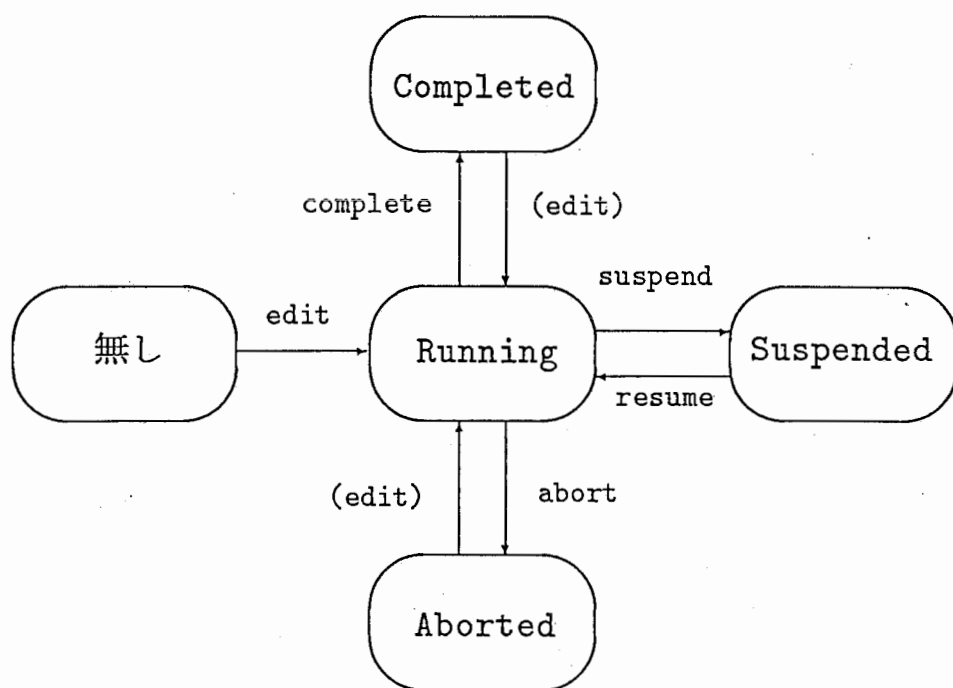 Completed
complete
(edit)
suspend
edit
無し
Running
Suspended
resume
(edit)
abort
Aborted